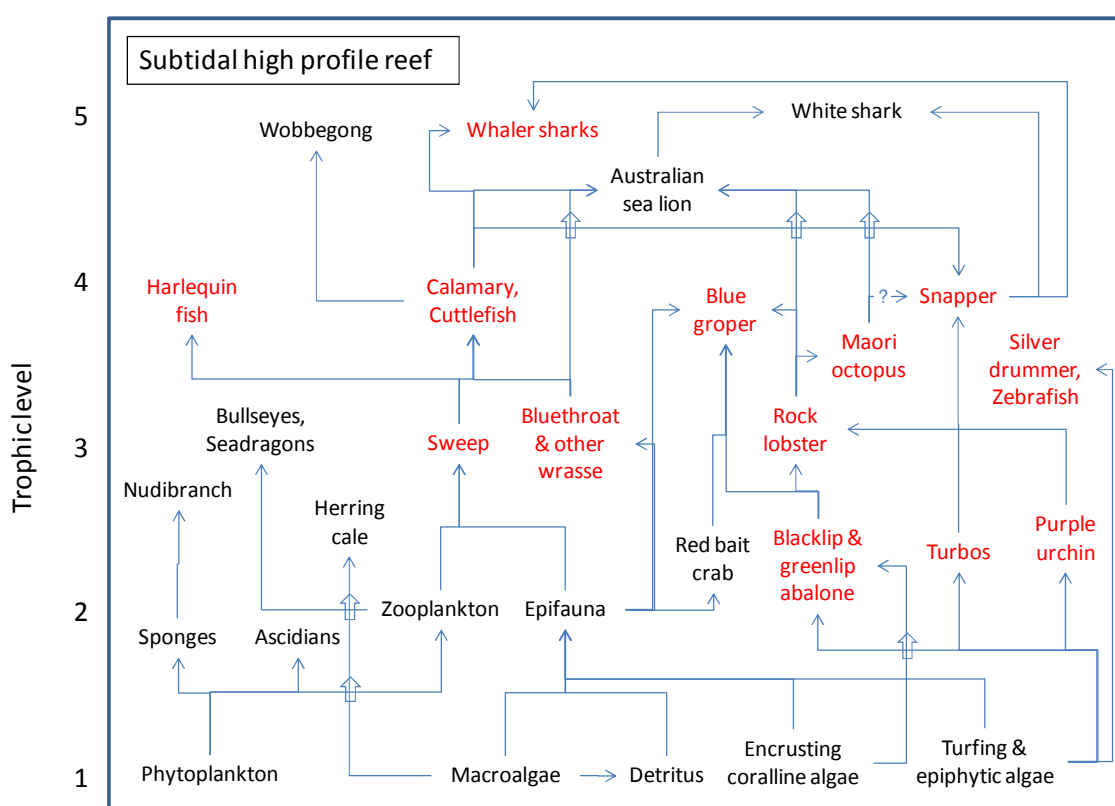 Subtidal high profile reef
Trophic level
5
4
3
2
1
Wobbegong
Whaler sharks
White shark
Australian
sea lion
Harlequin
fish
Calamary,
Cuttlefish
Blue
groper
?
Snapper
Maori
octopus
Silver
drummer,
Zebrafish
Bullseyes,
Seadragons
Sweep
Bluethroat
& other
wrasse
Rock
lobster
Nudibranch
Herring
cale
Red bait
crab
Blacklip &
greenlip
abalone
Turbos
Purple
urchin
Sponges
Ascidians
Zooplankton
Epifauna
Phytoplankton
Macroalgae
Detritus
Encrusting
coralline algae
Turfing &
epiphytic algae